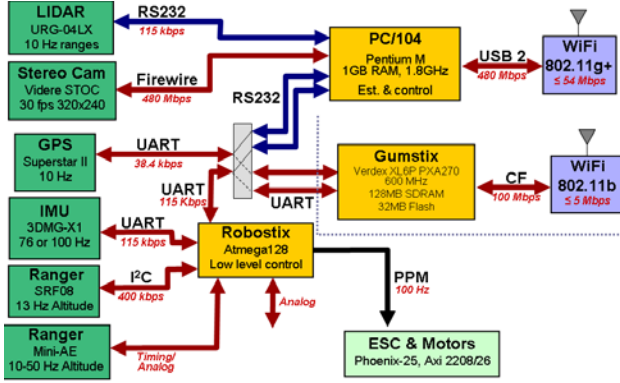 LIDAR
URG-04LX
10 Hz ranges
RS232
115 kbps
Stereo Cam
Videre STOC
30 fps 320x240
Firewire
480 Mbps
PC/104
Pentium M
1GB RAM, 1.8GHz
Est. & control
USB 2
480 Mbps
WiFi
802.11g+
≤ 54 Mbps
RS232
GPS
Superstar II
10 Hz
UART
38.4 kbps
UART
115 Kbps
UART
Gumstix
Verdex XL6P PXA270
600 MHz
128MB SDRAM
32MB Flash
CF
100 Mbps
WiFi
802.11b
≤ 5 Mbps
IMU
3DMG-X1
76 or 100 Hz
UART
115 kbps
Robostix
Atmega128
Low level control
Ranger
SRF08
13 Hz Altitude
I²C
400 kbps
Analog
PPM
100 Hz
Ranger
Mini-AE
10-50 Hz Altitude
Timing/
Analog
ESC & Motors
Phoenix-25, Axi 2208/26